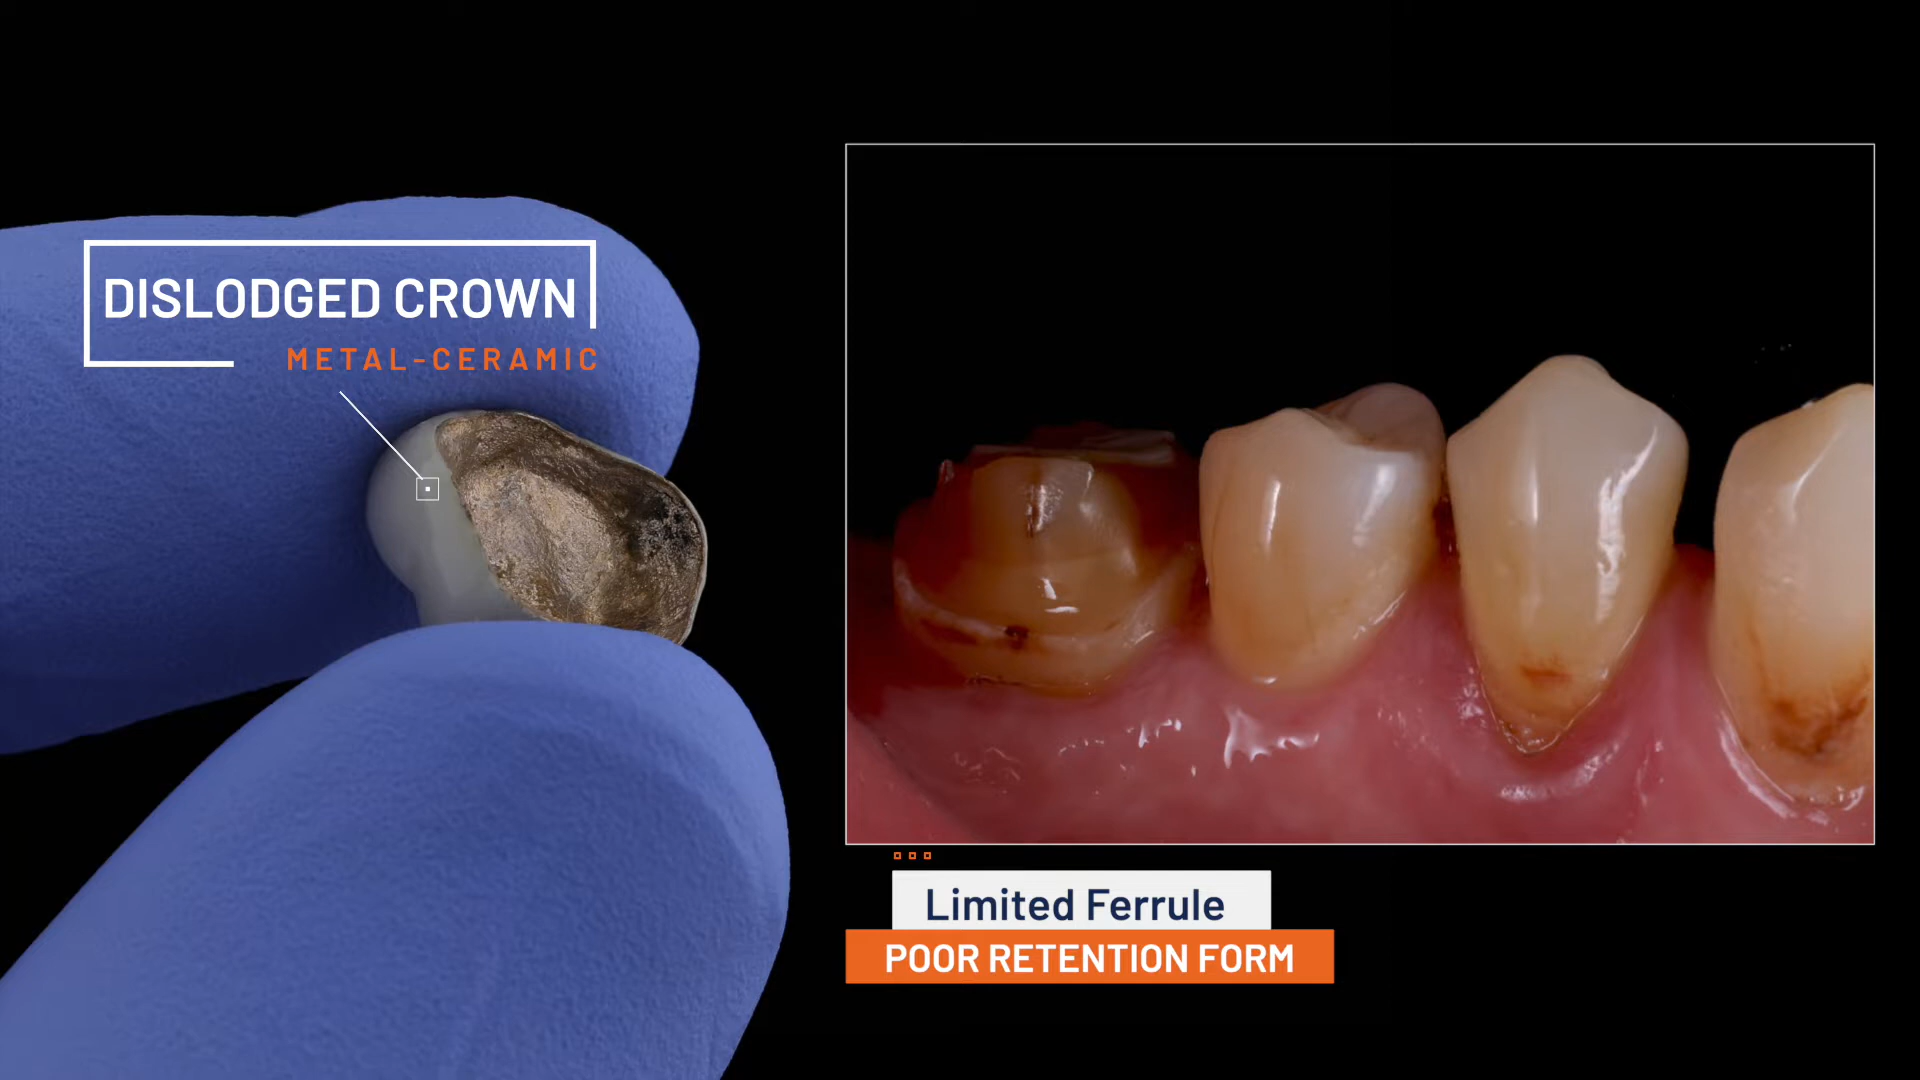 DISLODGED CROWN
METAL-CERAMIC
Limited Ferrule
POOR RETENTION FORM